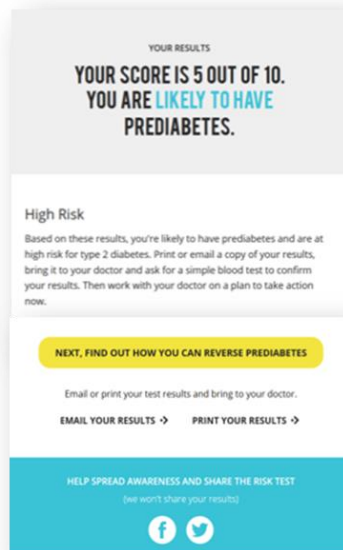 YOUR RESULTS
YOUR SCORE IS 5 OUT OF 10.
YOU ARE LIKELY TO HAVE
PREDIABETES.
High Risk
Based on these results, you're likely to have prediabetes and are at
high risk for type 2 diabetes. Print or email a copy of your results,
bring it to your doctor and ask for a simple blood test to confirm
your results. Then work with your doctor on a plan to take action
now.
NEXT, FIND OUT HOW YOU CAN REVERSE PREDIABETES
Email or print your test results and bring to your doctor.
EMAIL YOUR RESULTS → PRINT YOUR RESULTS →
HELP SPREAD AWARENESS AND SHARE THE RISK TEST
(we won't share your results)